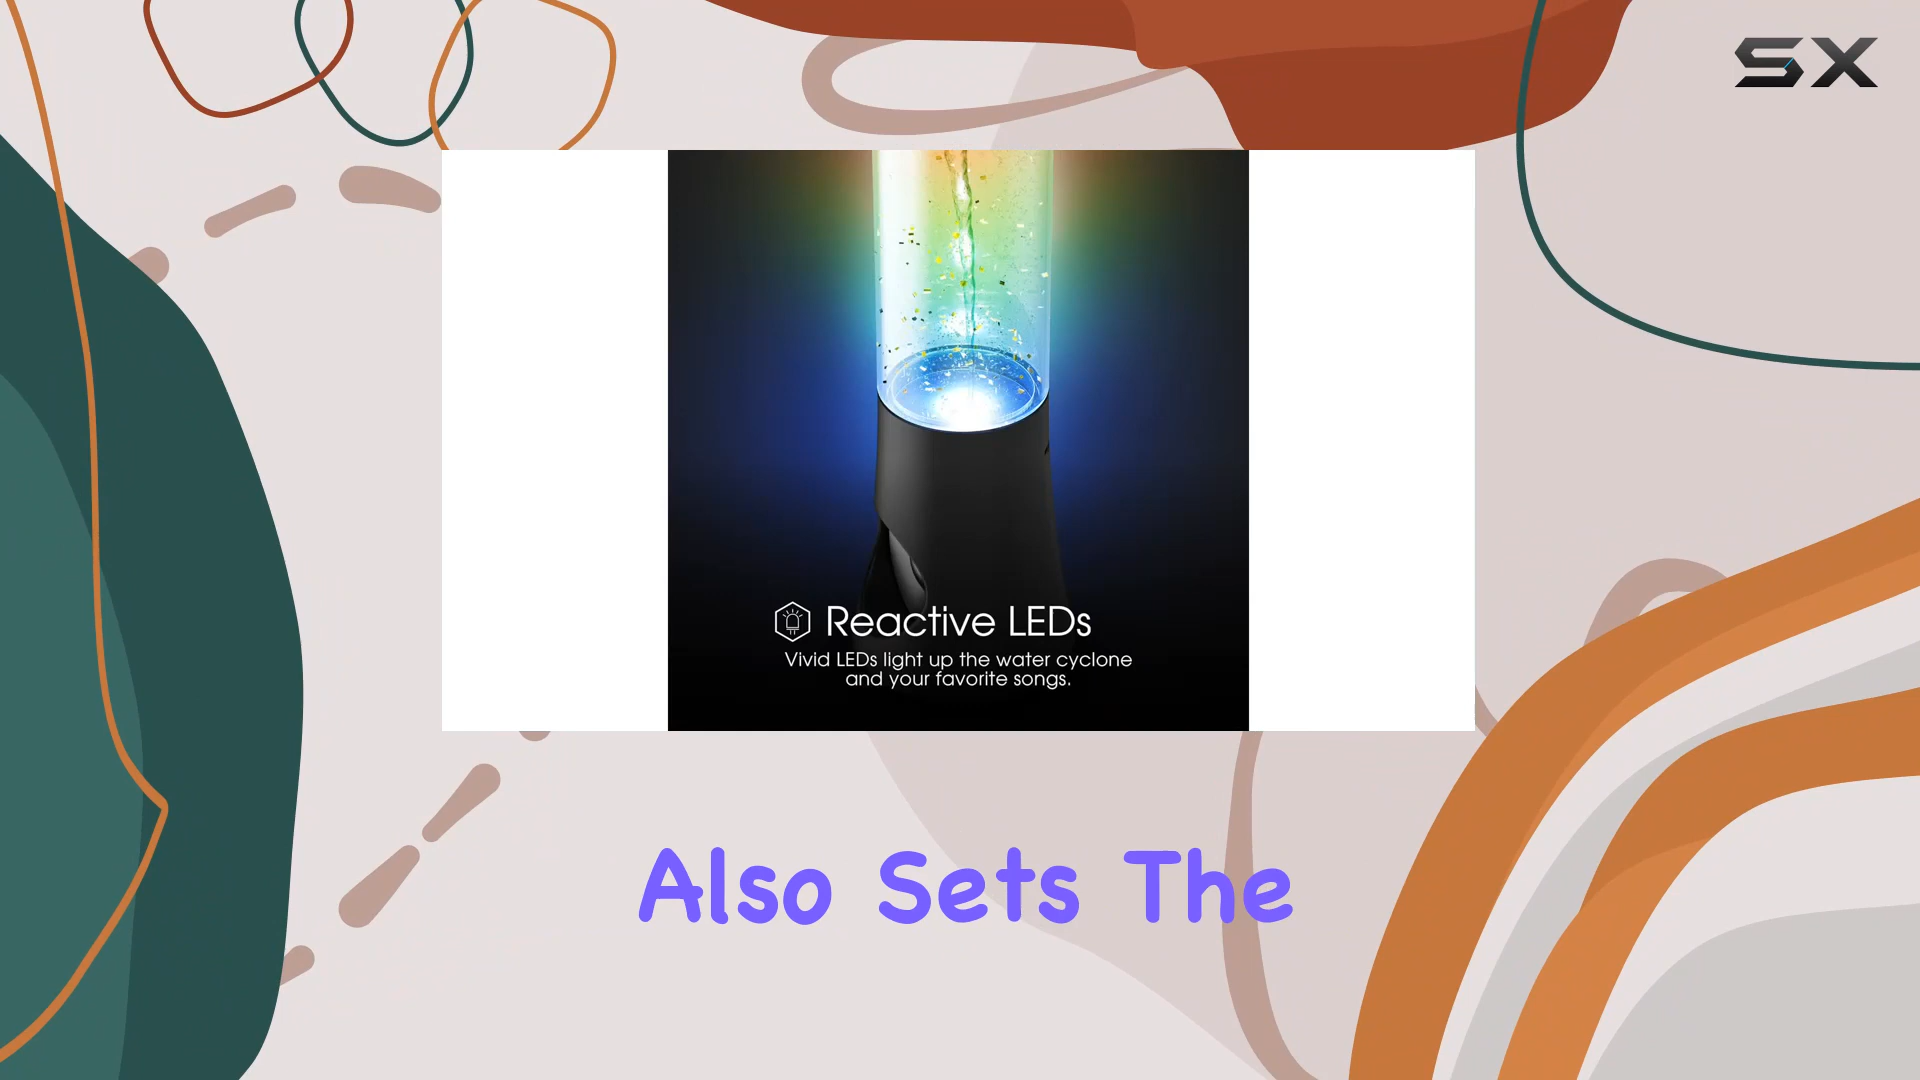 SX
Reactive LEDs
Vivid LEDs light up the water cyclone
and your favorite songs.
Also Sets The